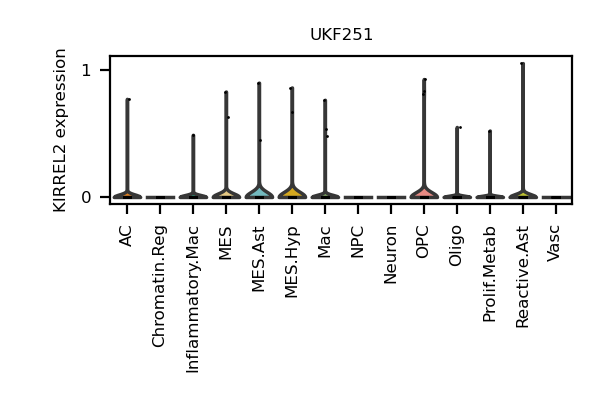 UKF251
KIRREL2 expression
1
0
AC
Chromatin.Reg
Inflammatory.Mac
MES
MES.Ast
MES.Hyp
Mac
NPC
Neuron
OPC
Oligo
Prolif.Metab
Reactive.Ast
Vasc